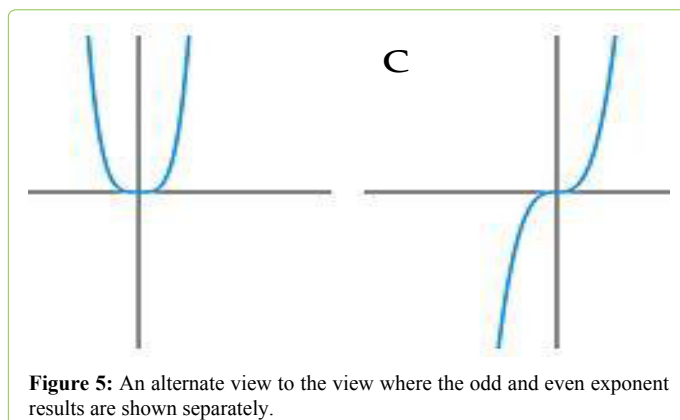 C
Figure 5: An alternate view to the view where the odd and even exponent
results are shown separately.